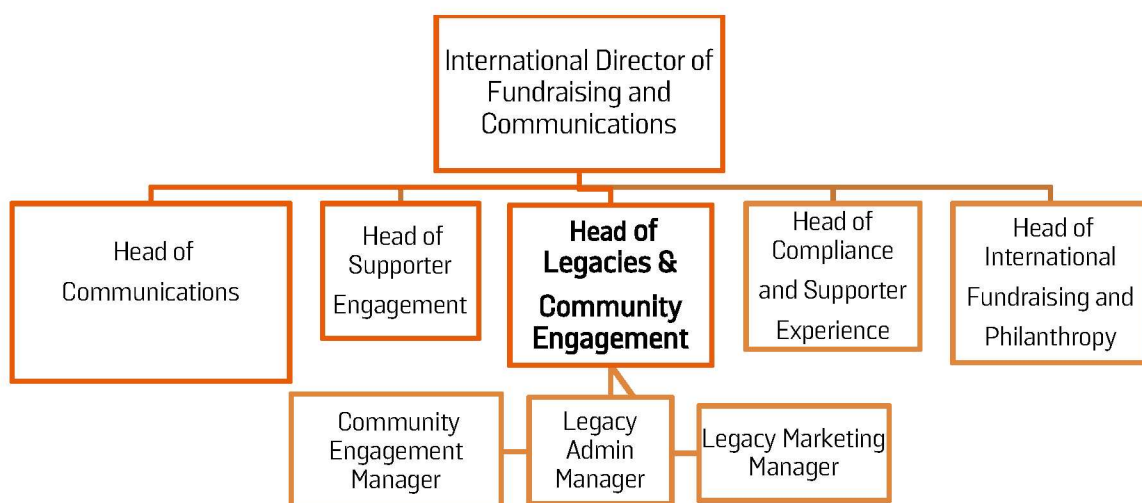 International Director of
Fundraising and
Communications
Head of
Communications
Head of
Supporter
Engagement
Head of
Legacies &
Community
Engagement
Head of
Compliance
and Supporter
Experience
Head of
International
Fundraising and
Philanthropy
Community
Engagement
Manager
Legacy
Admin
Manager
Legacy Marketing
Manager